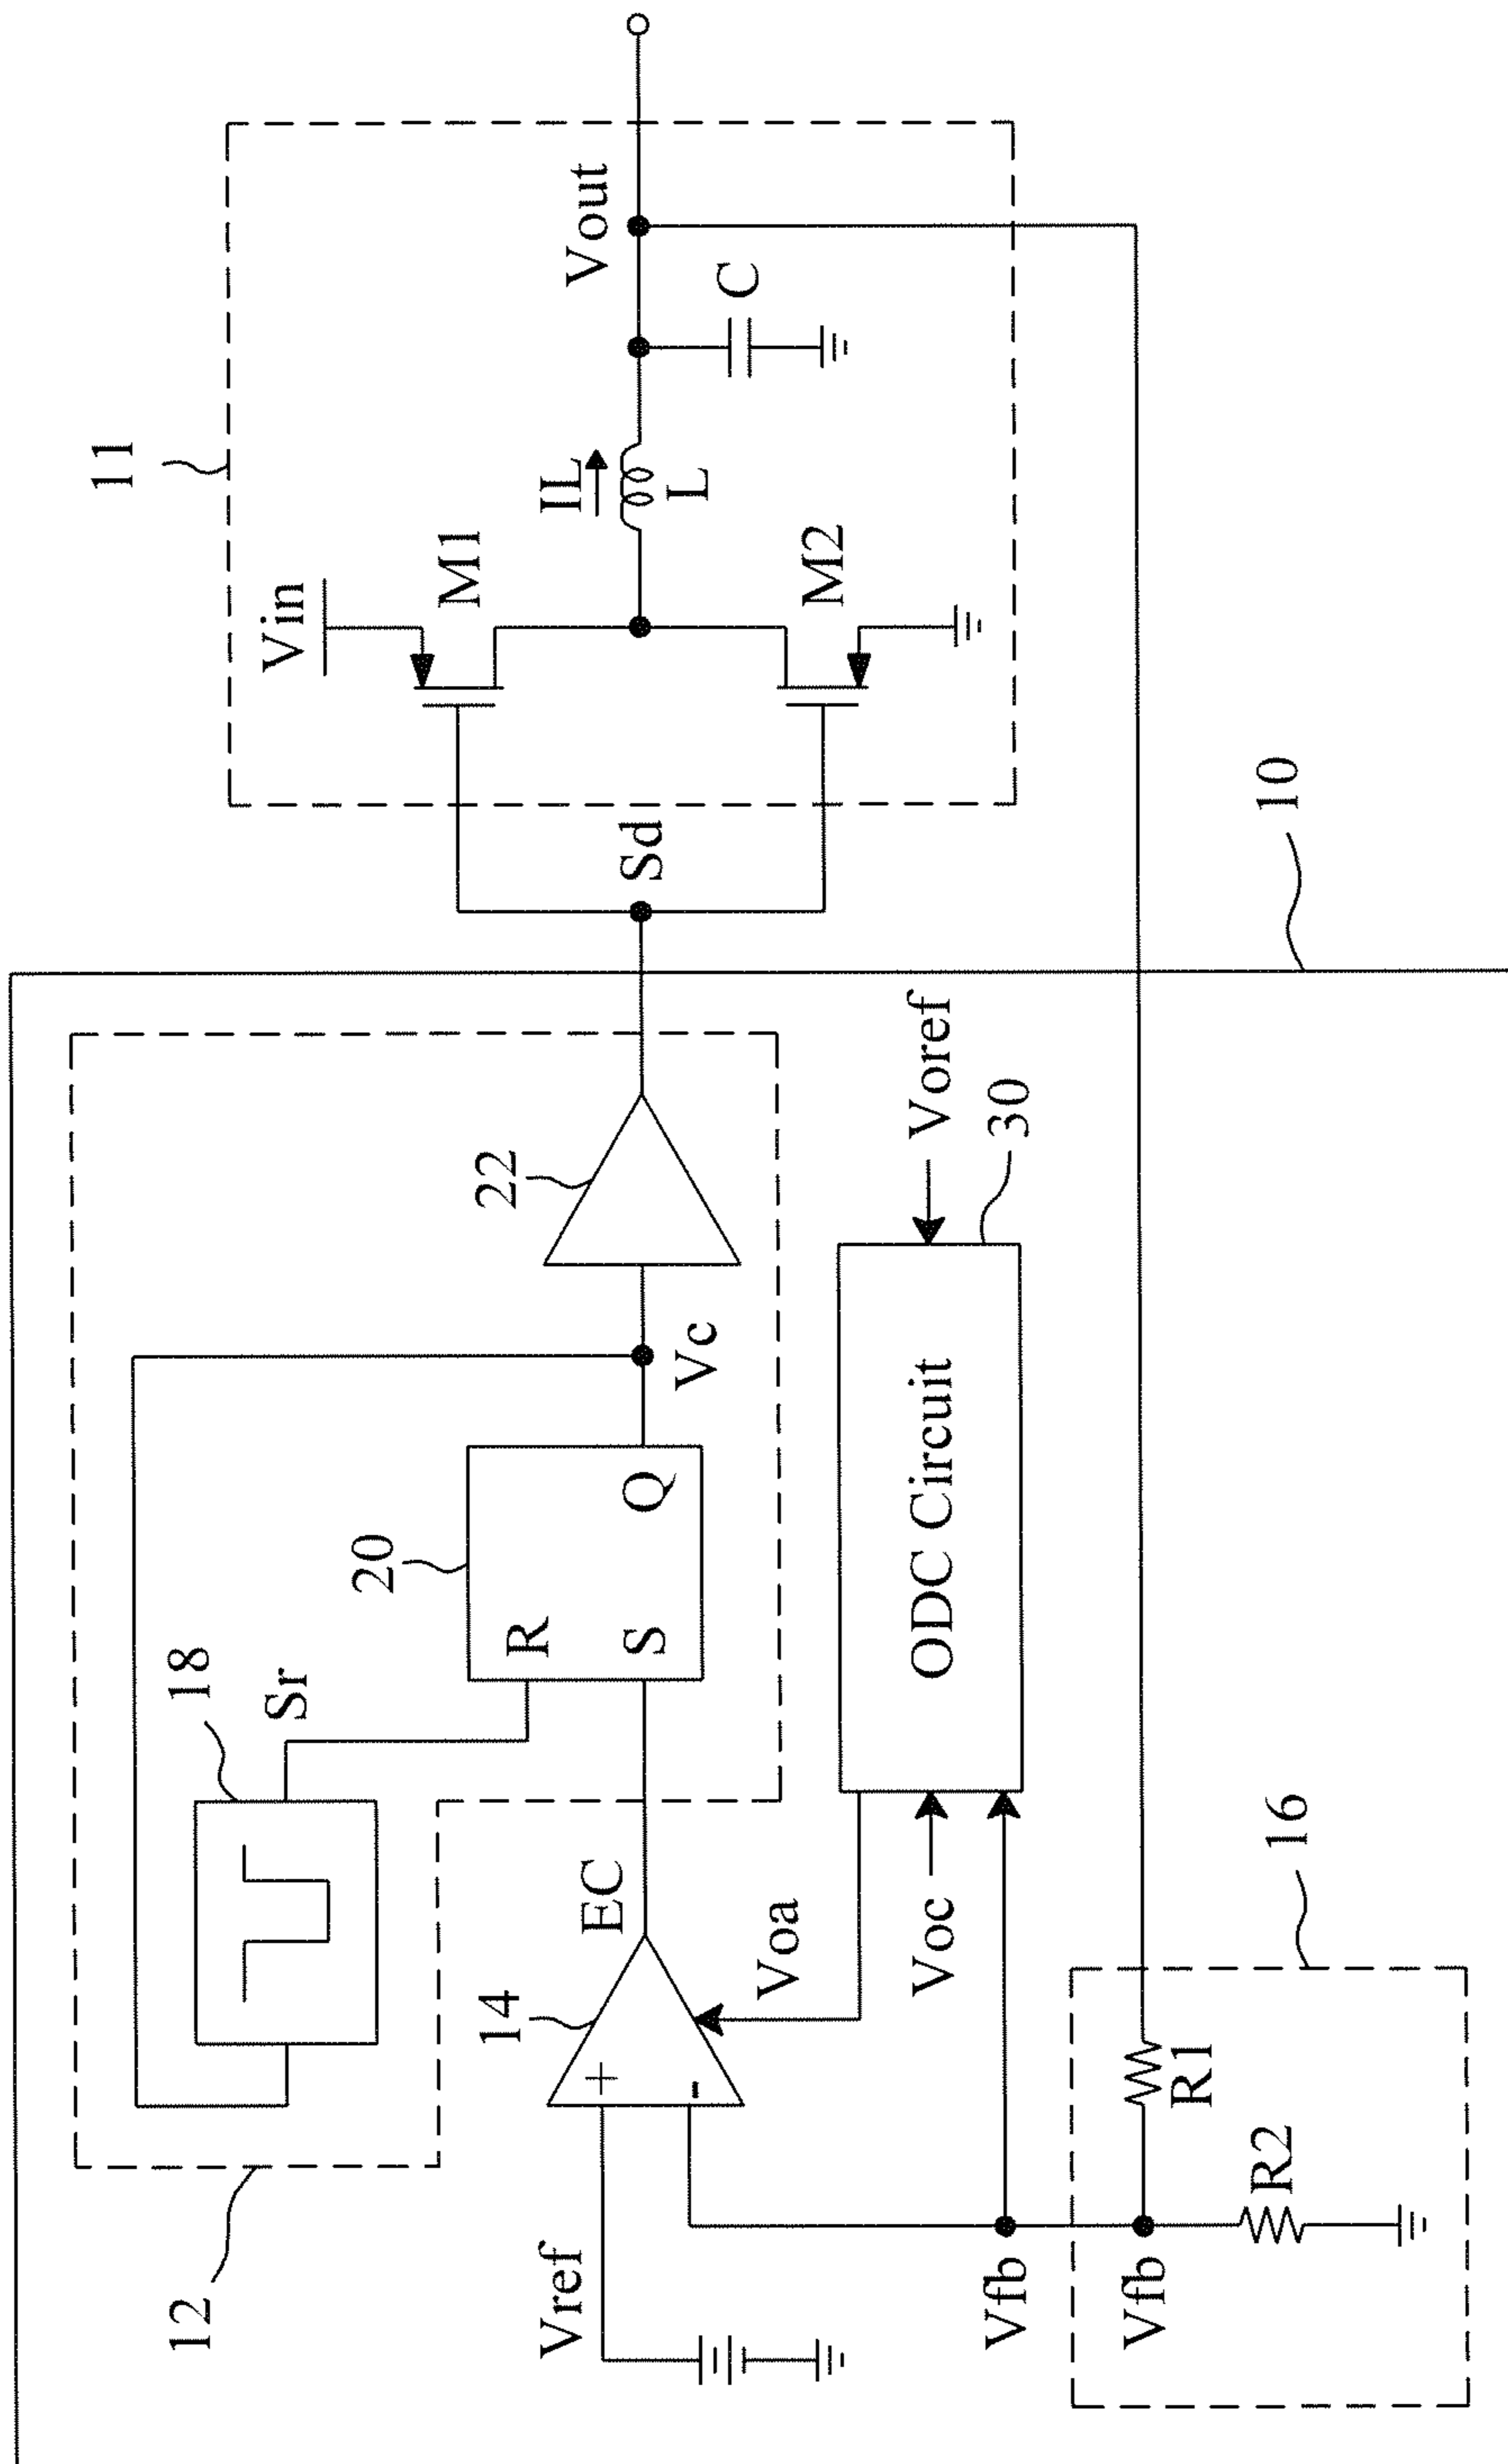 11
Vin
M1
IL
L
Vout
C
M2
Sd
10
12
18
Sr
20
R
S
Q
22
Vc
Vref
+
-
14
EC
Voa
Voc
ODC Circuit
Voref
30
Vfb
Vfb
R1
R2
16